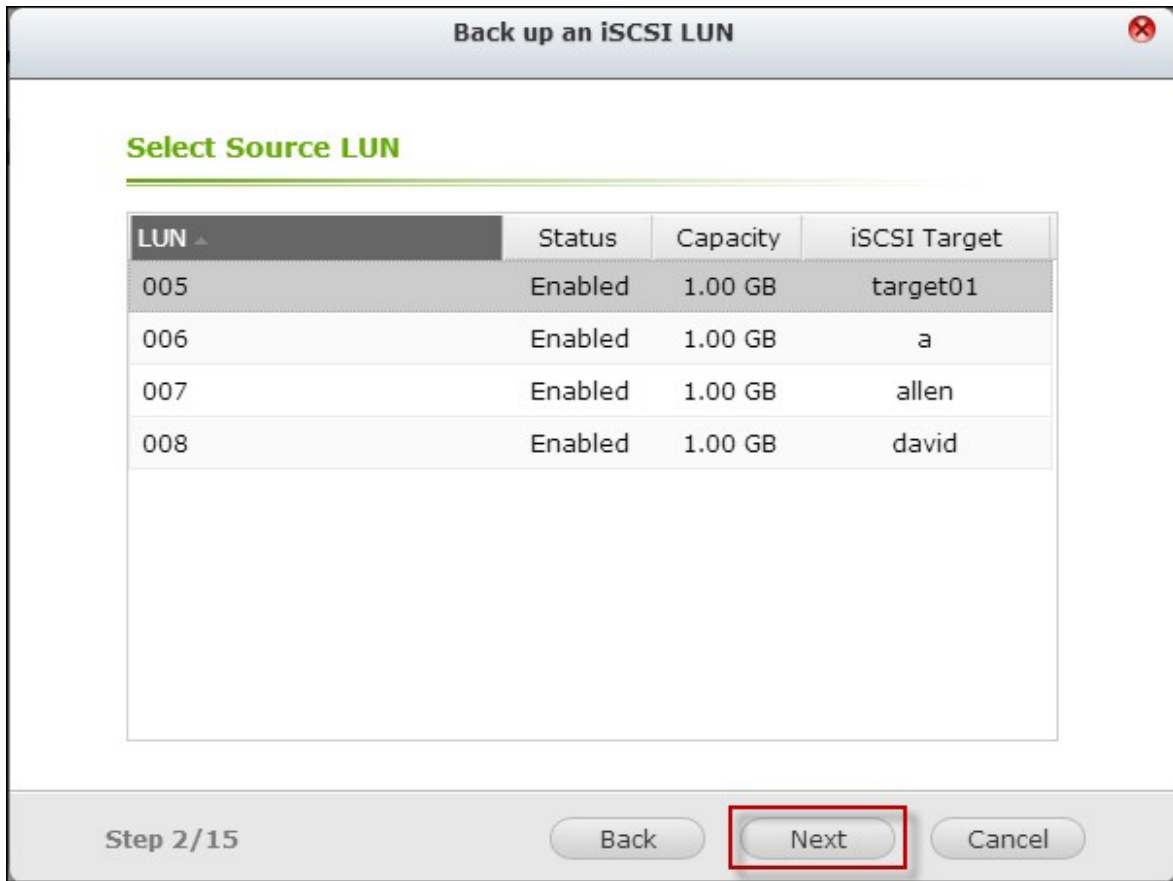 Back up an iSCSI LUN
Select Source LUN
LUN Status Capacity iSCSI Target
005 Enabled 1.00 GB target01
006 Enabled 1.00 GB a
007 Enabled 1.00 GB allen
008 Enabled 1.00 GB david
Step 2/15 Back Next Cancel